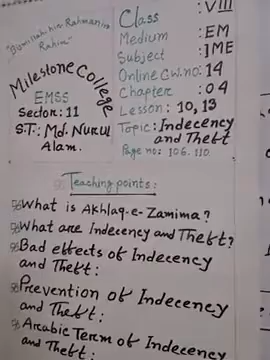 "Bismillahir Rahmanir
Rahim"
Milestone College
EMSS
Sector: 11
S.T.: Md. Nurul
Alam.
Class : VIII
Medium : EM
Subject : IME
Online C.W.no: 14
Chapter : 04
Lesson: 10, 13
Topic: Indecency
and Theft
Page no: 106, 110
Teaching points:
What is Akhlaq-e-Zamima?
What are Indecency and Theft?
Bad effects of Indecency
and Theft:
Prevention of Indecency
and Theft:
Arabic Term of Indecency
and Theft: